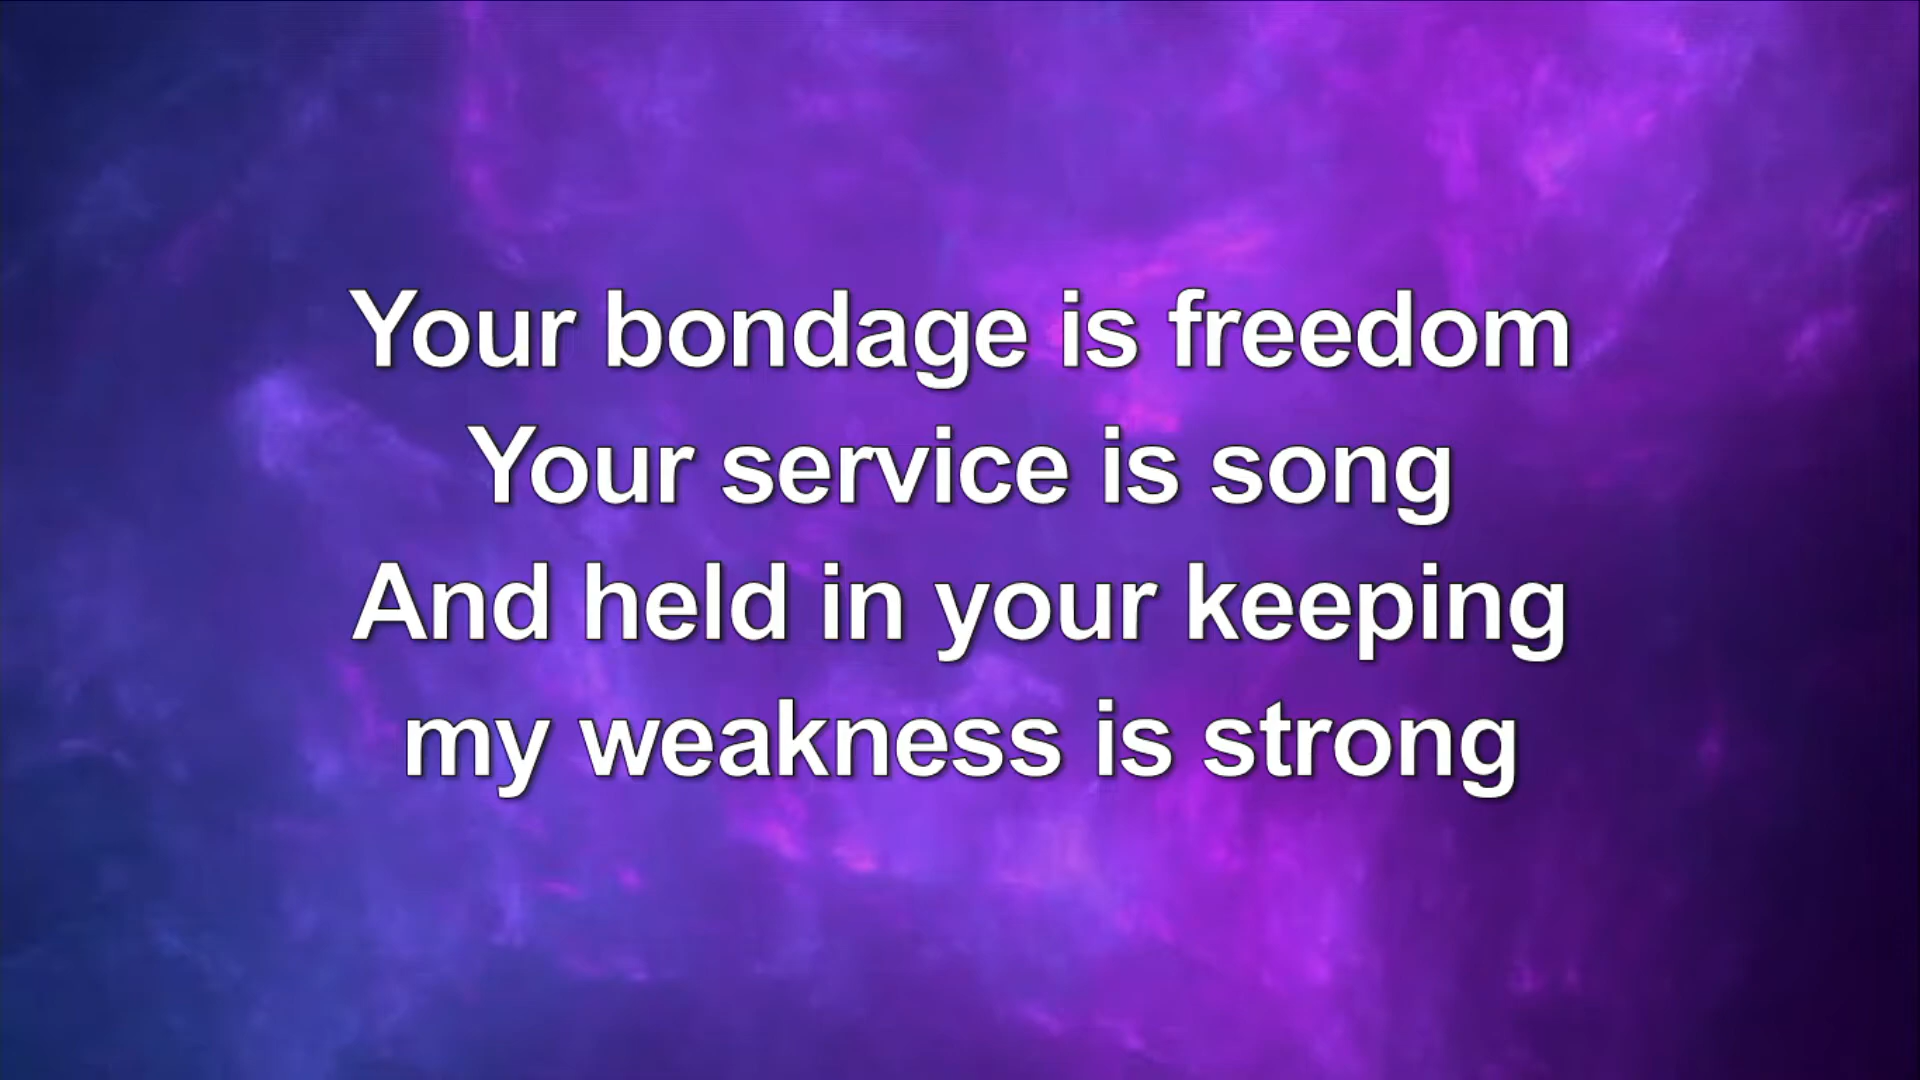 Your bondage is freedom
Your service is song
And held in your keeping
my weakness is strong